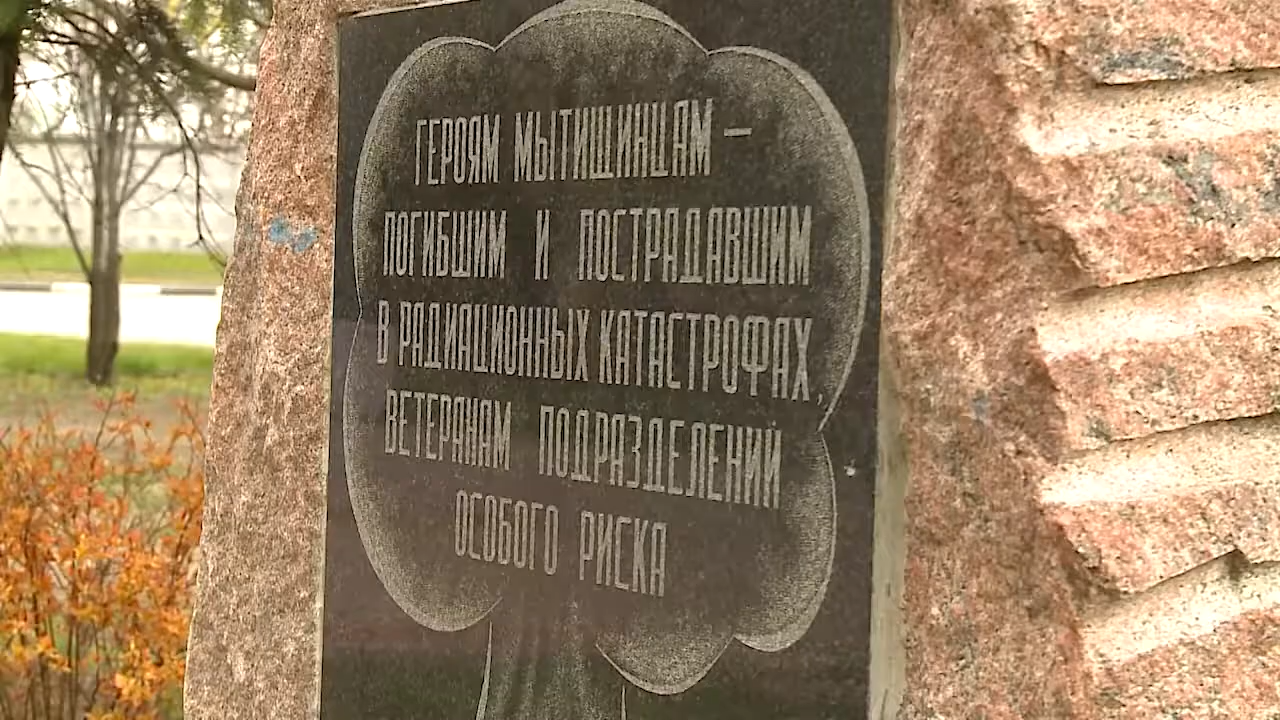 ГЕРОЯМ МЫТИЩИНЦАМ –
ПОГИБШИМ И ПОСТРАДАВШИМ
В РАДИАЦИОННЫХ КАТАСТРОФАХ,
ВЕТЕРАНАМ ПОДРАЗДЕЛЕНИЙ
ОСОБОГО РИСКА